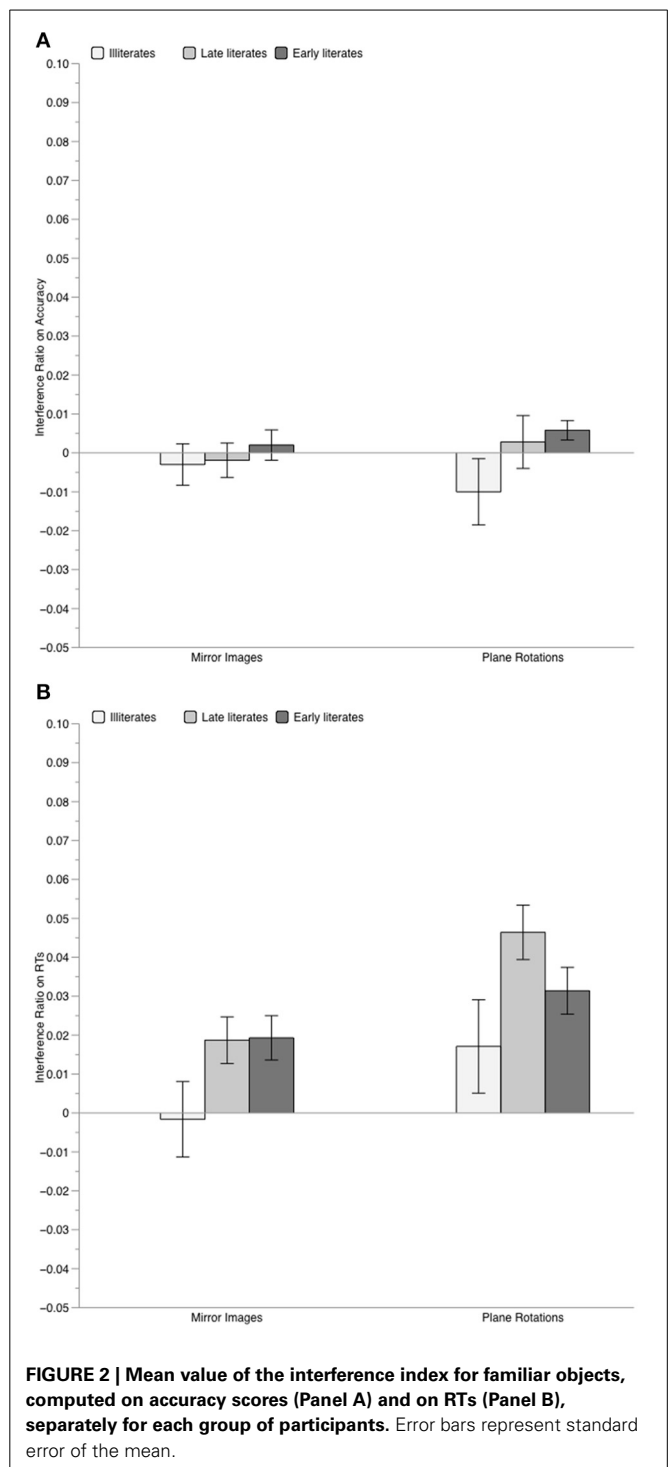 A
Illiterates Late literates Early literates
0.10
0.09
0.08
0.07
0.06
0.05
0.04
0.03
0.02
0.01
0
−0.01
−0.02
−0.03
−0.04
−0.05
Interference Ratio on Accuracy
Mirror Images Plane Rotations
B
Illiterates Late literates Early literates
0.10
0.09
0.08
0.07
0.06
0.05
0.04
0.03
0.02
0.01
0
−0.01
−0.02
−0.03
−0.04
−0.05
Interference Ratio on RTs
Mirror Images Plane Rotations
FIGURE 2 | Mean value of the interference index for familiar objects,
computed on accuracy scores (Panel A) and on RTs (Panel B),
separately for each group of participants. Error bars represent standard
error of the mean.